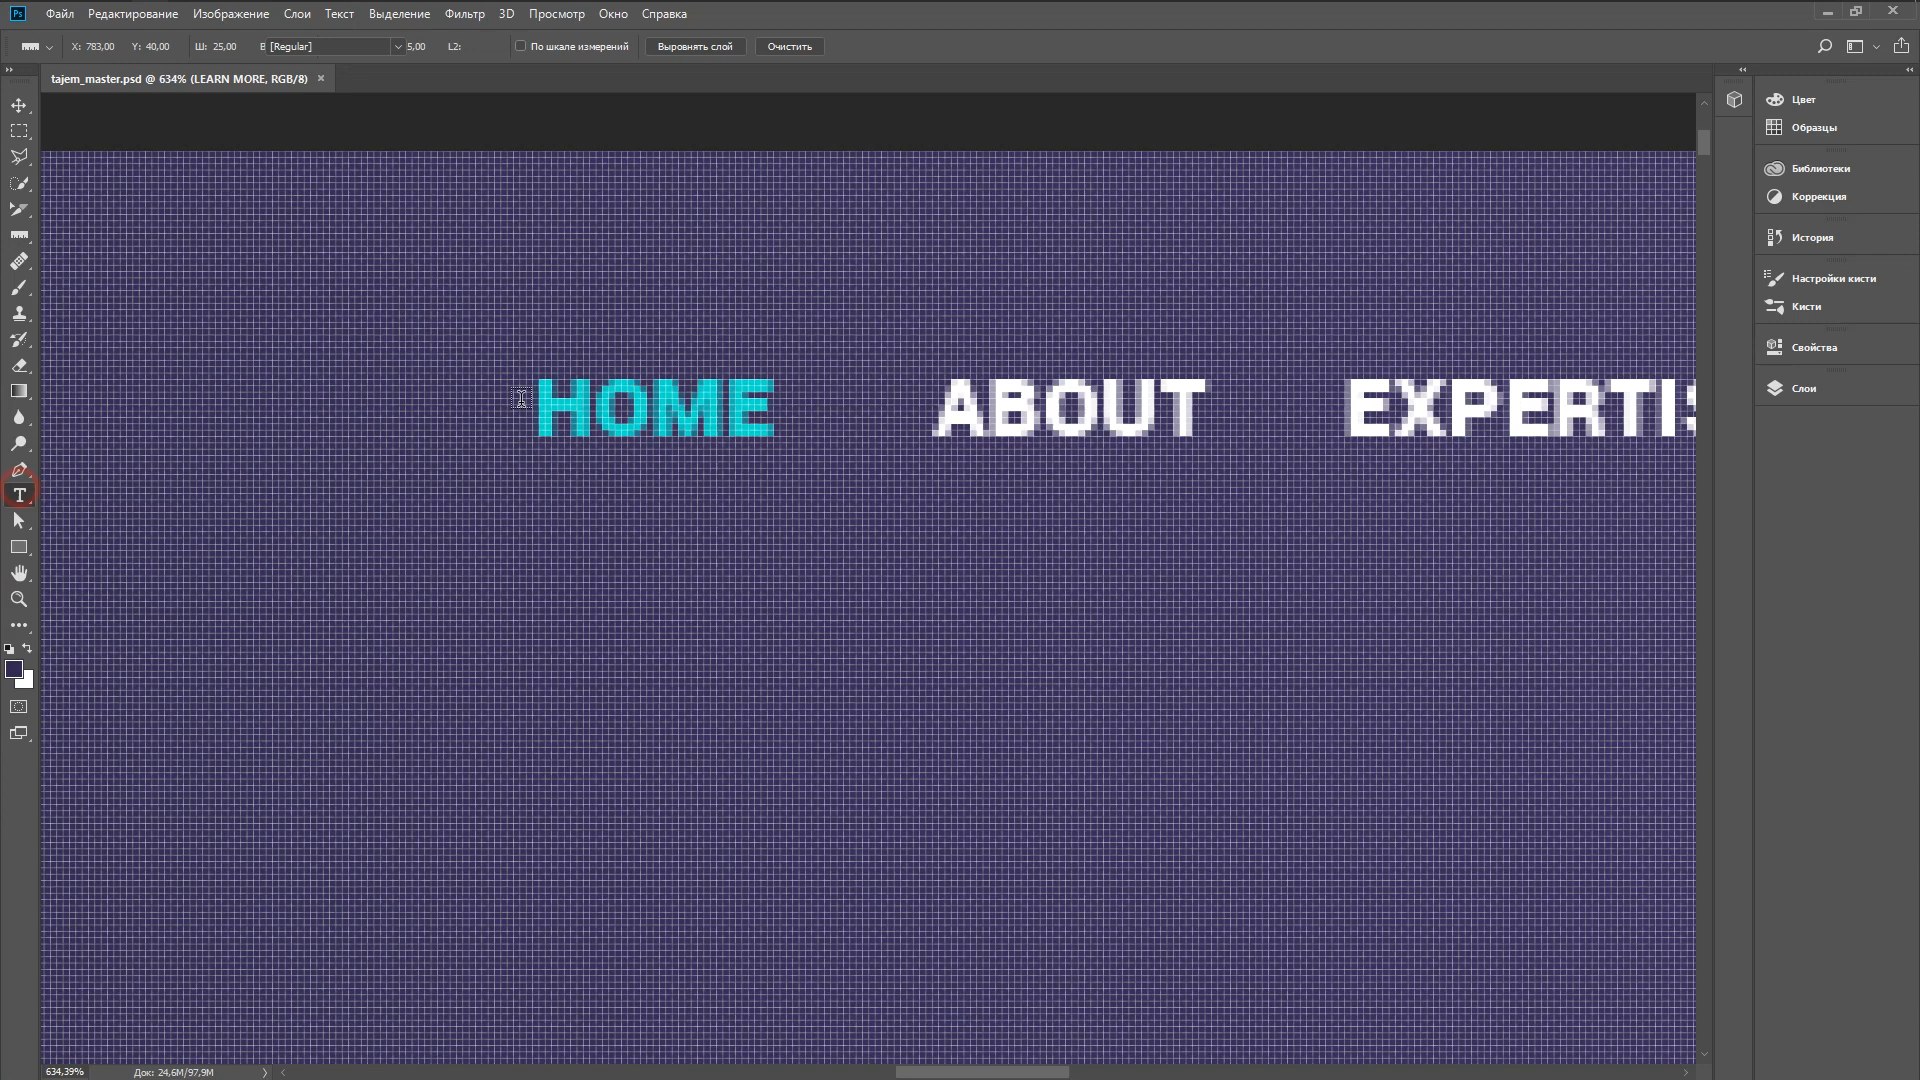 Ps Файл Редактирование Изображение Слои Текст Выделение Фильтр 3D Просмотр Окно Справка
X: 783,00 Y: 40,00 Ш: 25,00 В [Regular] 5,00 L2: По шкале измерений Выровнять слой Очистить
tajem_master.psd @ 634% (LEARN MORE, RGB/8) ×
Цвет
Образцы
Библиотеки
Коррекция
История
Настройки кисти
Кисти
Свойства
Слои
HOME ABOUT EXPERTIS
634,39% Док: 24,6M/97,9M